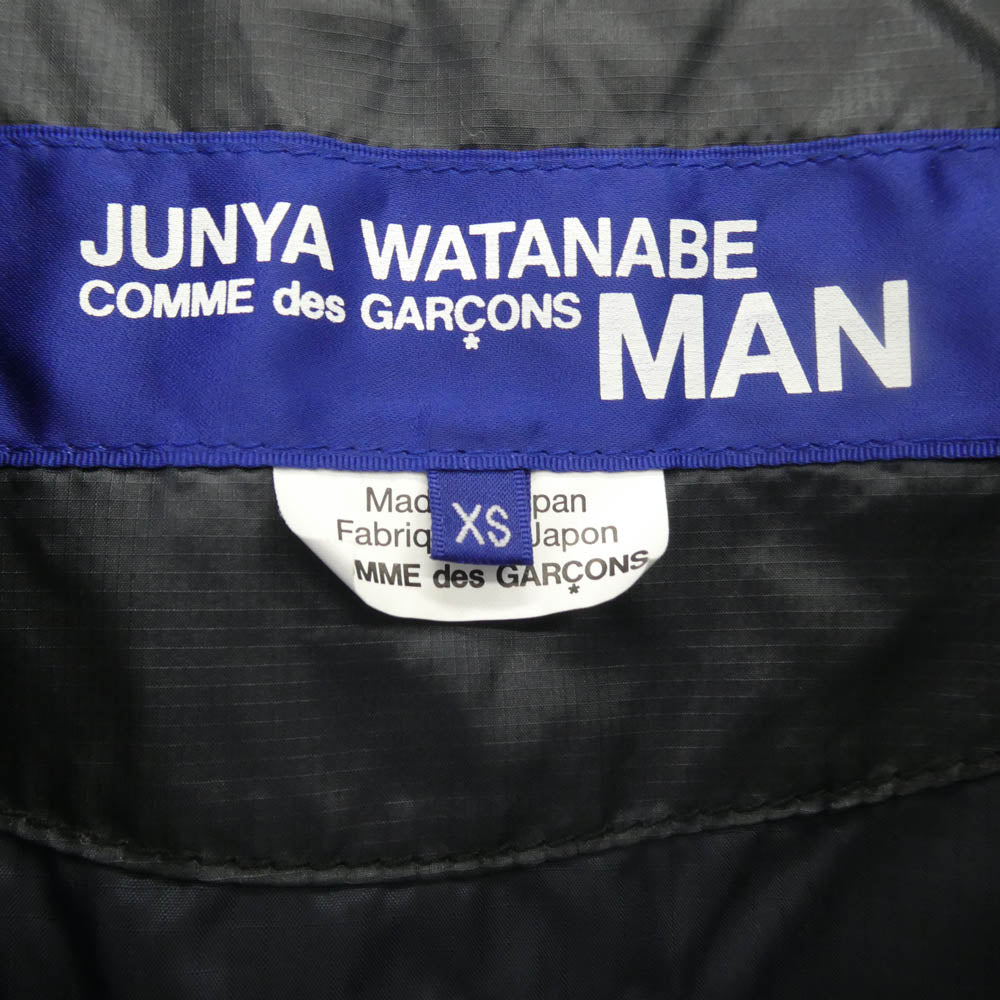 JUNYA WATANABE
COMME des GARÇONS MAN
XS
Mad pan
Fabriq Japon
MME des GARÇONS